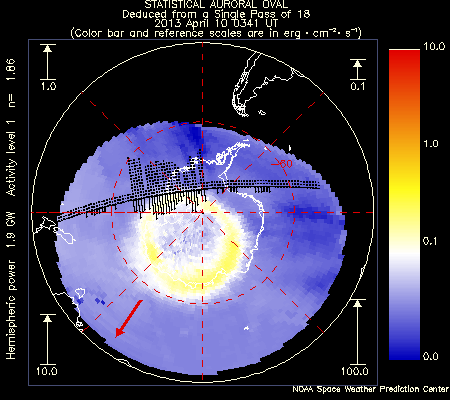 STATISTICAL AURORAL OVAL
Deduced from a Single Pass of 18
2013 April 10 0341 UT
(Color bar and reference scales are in erg·cm⁻²·s⁻¹)
Hemispheric power 1.9 GW Activity level 1 n= 1.86
1.0
0.1
10.0
100.0
-60
10.0
1.0
0.1
0.0
NOAA Space Weather Prediction Center